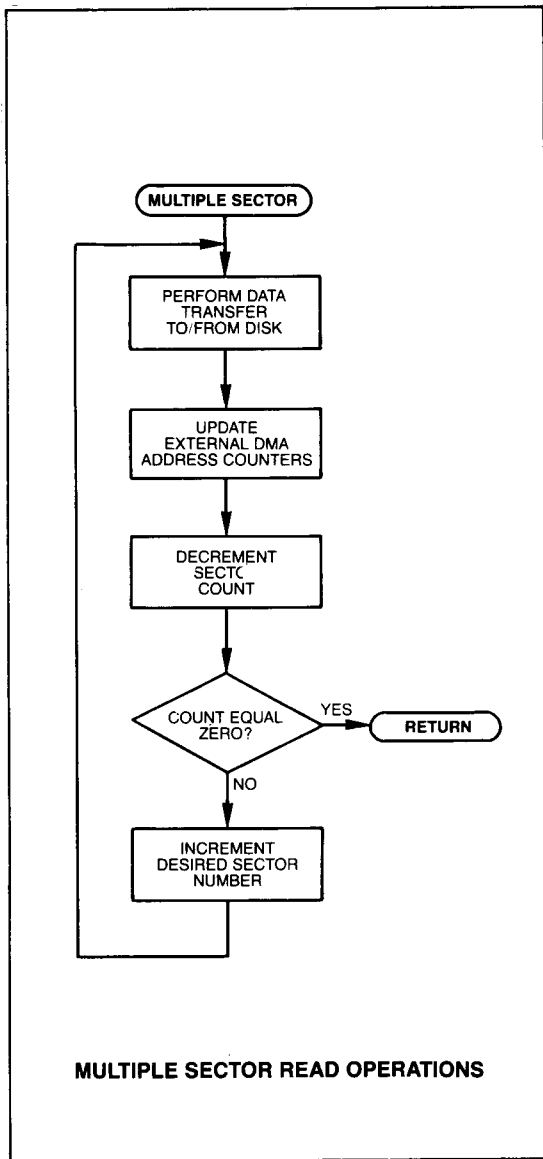 MULTIPLE SECTOR
PERFORM DATA
TRANSFER
TO/FROM DISK
UPDATE
EXTERNAL DMA
ADDRESS COUNTERS
DECREMENT
SECTC
COUNT
COUNT EQUAL
ZERO?
YES
RETURN
NO
INCREMENT
DESIRED SECTOR
NUMBER
MULTIPLE SECTOR READ OPERATIONS